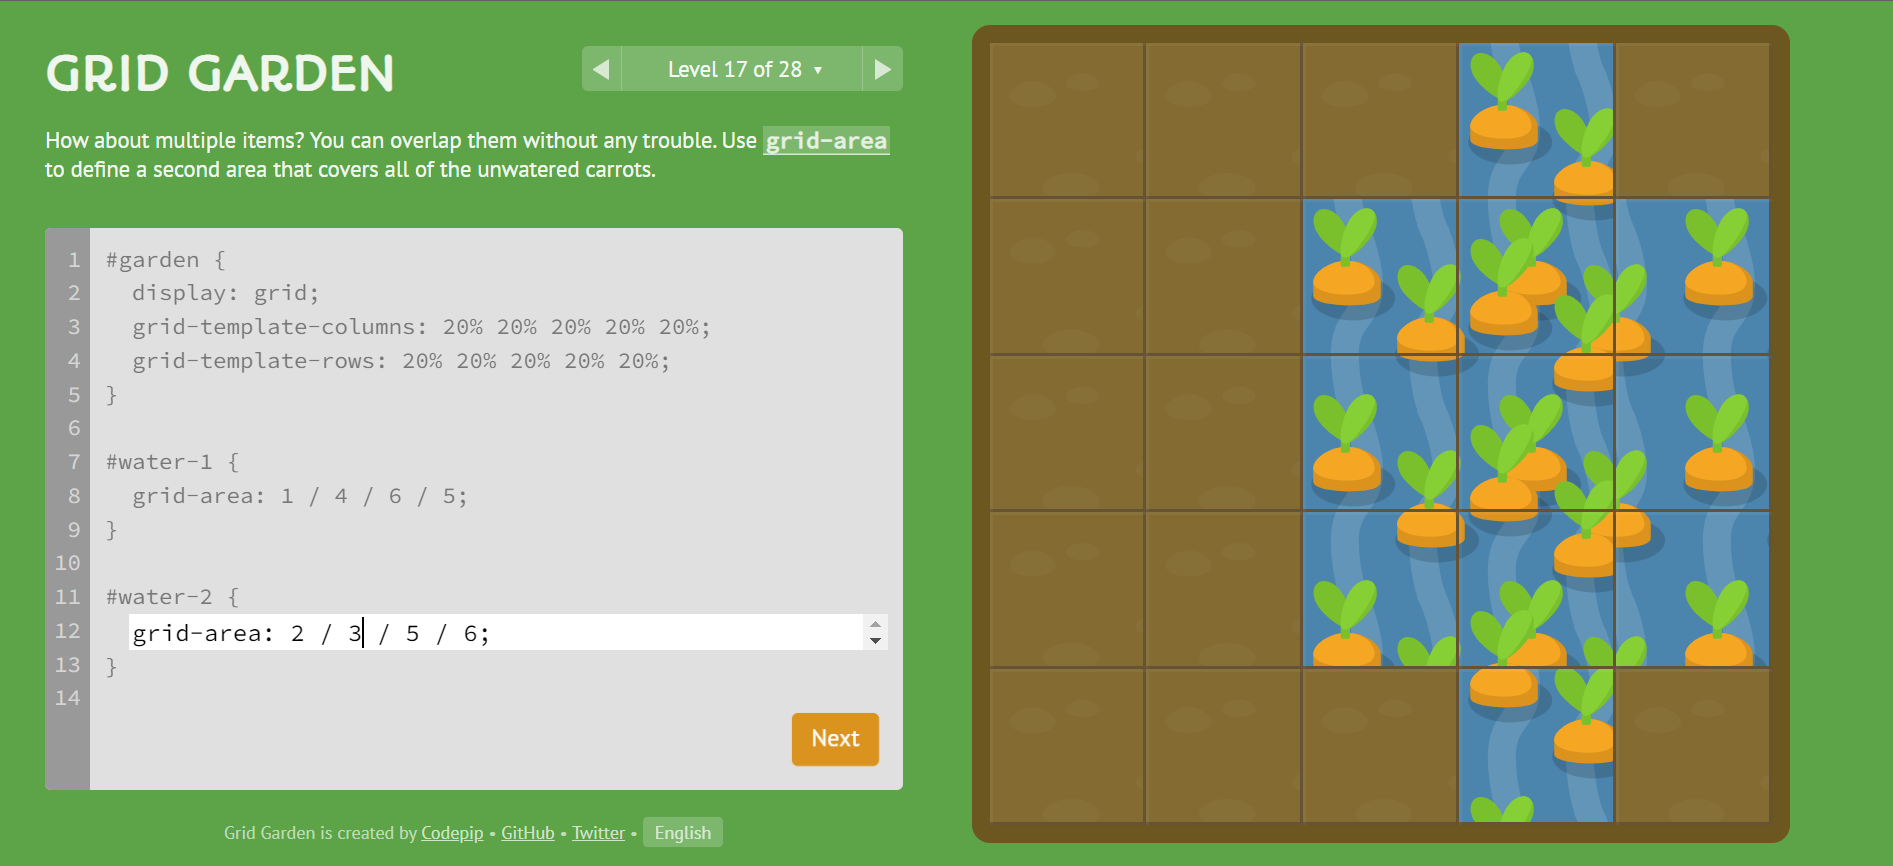 GRID GARDEN
Level 17 of 28 ▼
How about multiple items? You can overlap them without any trouble. Use grid-area
to define a second area that covers all of the unwatered carrots.
1 #garden {
2   display: grid;
3   grid-template-columns: 20% 20% 20% 20% 20%;
4   grid-template-rows: 20% 20% 20% 20% 20%;
5 }
6
7 #water-1 {
8   grid-area: 1 / 4 / 6 / 5;
9 }
10
11 #water-2 {
12   grid-area: 2 / 3 / 5 / 6;
13 }
14
Next
Grid Garden is created by Codepip • GitHub • Twitter • English